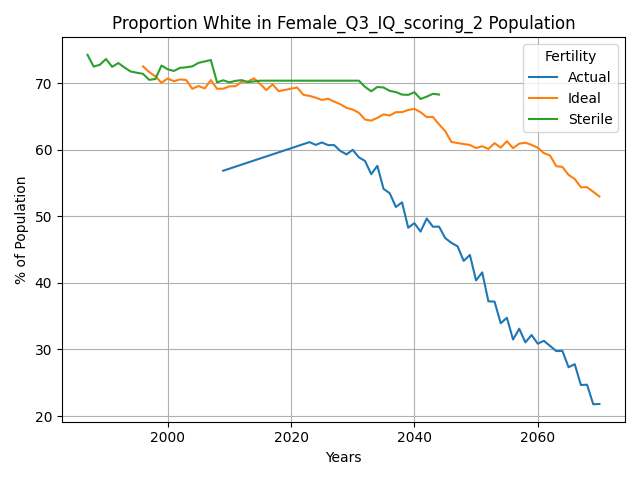 Proportion White in Female_Q3_IQ_scoring_2 Population
Fertility
Actual
Ideal
Sterile
% of Population
70
60
50
40
30
20
2000
2020
2040
2060
Years